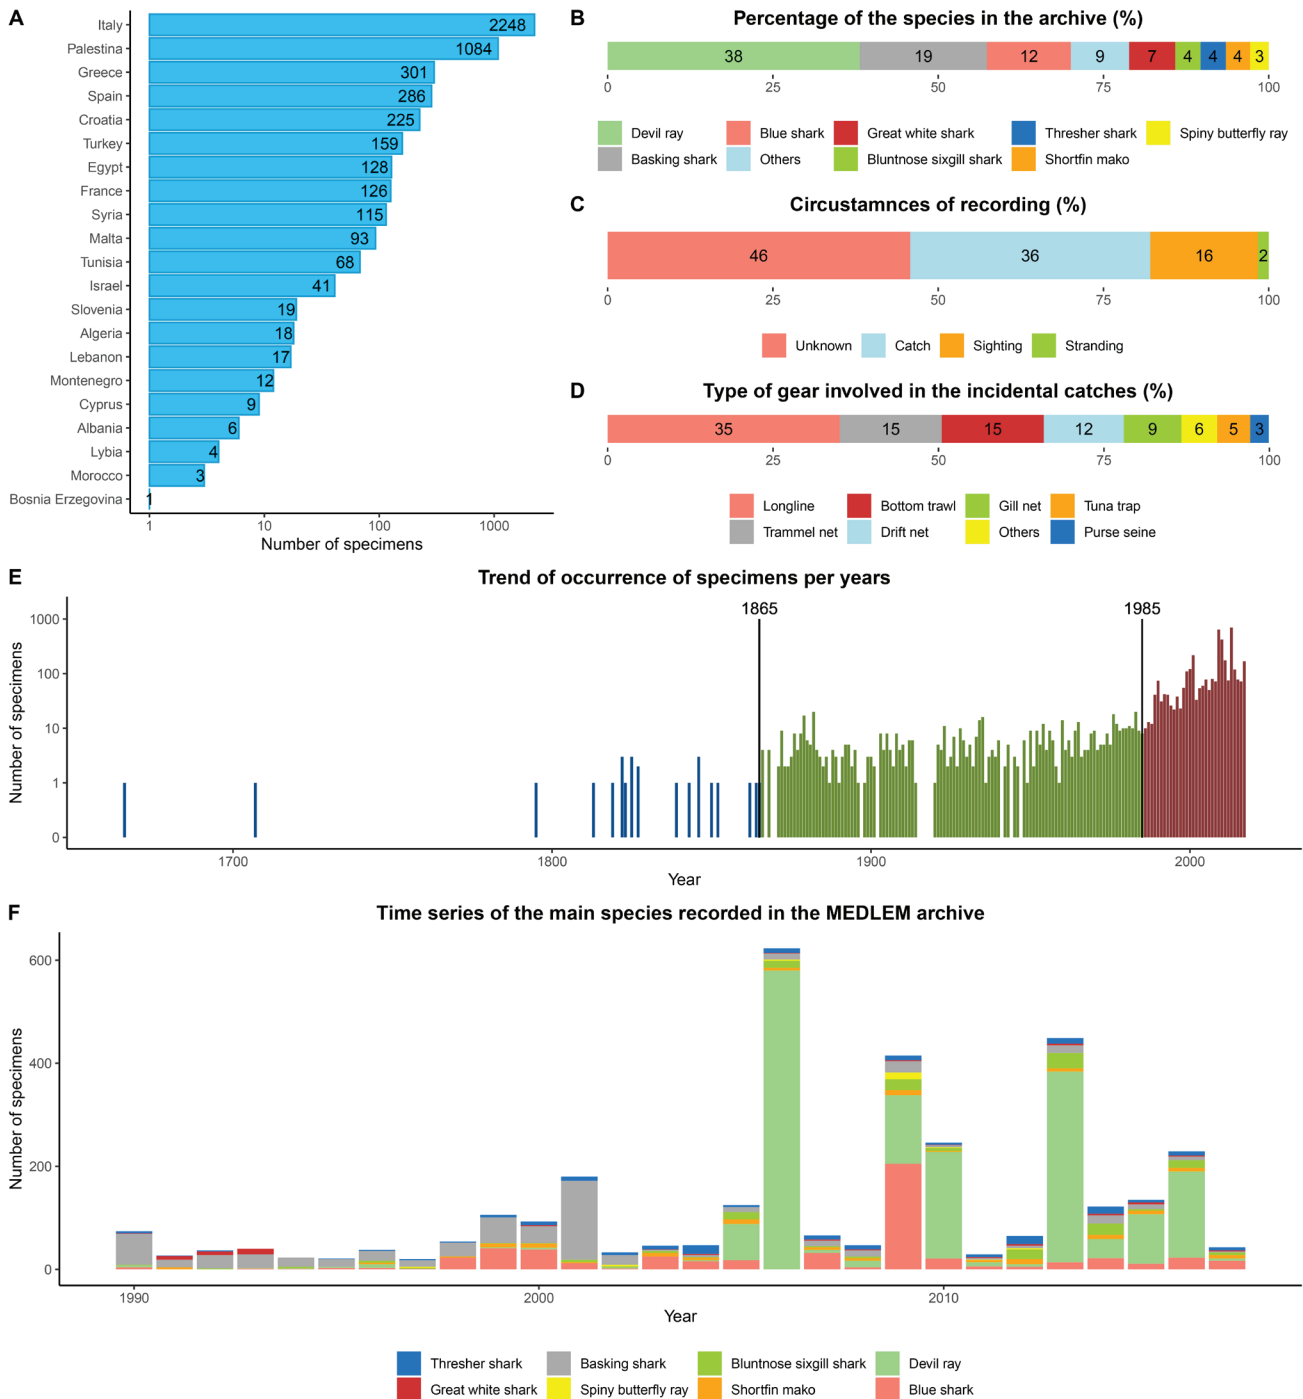 A
Italy 2248
Palestina 1084
Greece 301
Spain 286
Croatia 225
Turkey 159
Egypt 128
France 126
Syria 115
Malta 93
Tunisia 68
Israel 41
Slovenia 19
Algeria 18
Lebanon 17
Montenegro 12
Cyprus 9
Albania 6
Lybia 4
Morocco 3
Bosnia Erzegovina 1
1 10 100 1000
Number of specimens
B Percentage of the species in the archive (%)
38 19 12 9 7 4 4 4 3
0 25 50 75 100
Devil ray Blue shark Great white shark Thresher shark Spiny butterfly ray
Basking shark Others Bluntnose sixgill shark Shortfin mako
C Circustamnces of recording (%)
46 36 16 2
0 25 50 75 100
Unknown Catch Sighting Stranding
D Type of gear involved in the incidental catches (%)
35 15 15 12 9 6 5 3
0 25 50 75 100
Longline Bottom trawl Gill net Tuna trap
Trammel net Drift net Others Purse seine
E Trend of occurrence of specimens per years
1865 1985
Number of specimens
1000
100
10
1
0
1700 1800 1900 2000
Year
F Time series of the main species recorded in the MEDLEM archive
Number of specimens
600
400
200
0
1990 2000 2010
Year
Thresher shark Basking shark Bluntnose sixgill shark Devil ray
Great white shark Spiny butterfly ray Shortfin mako Blue shark